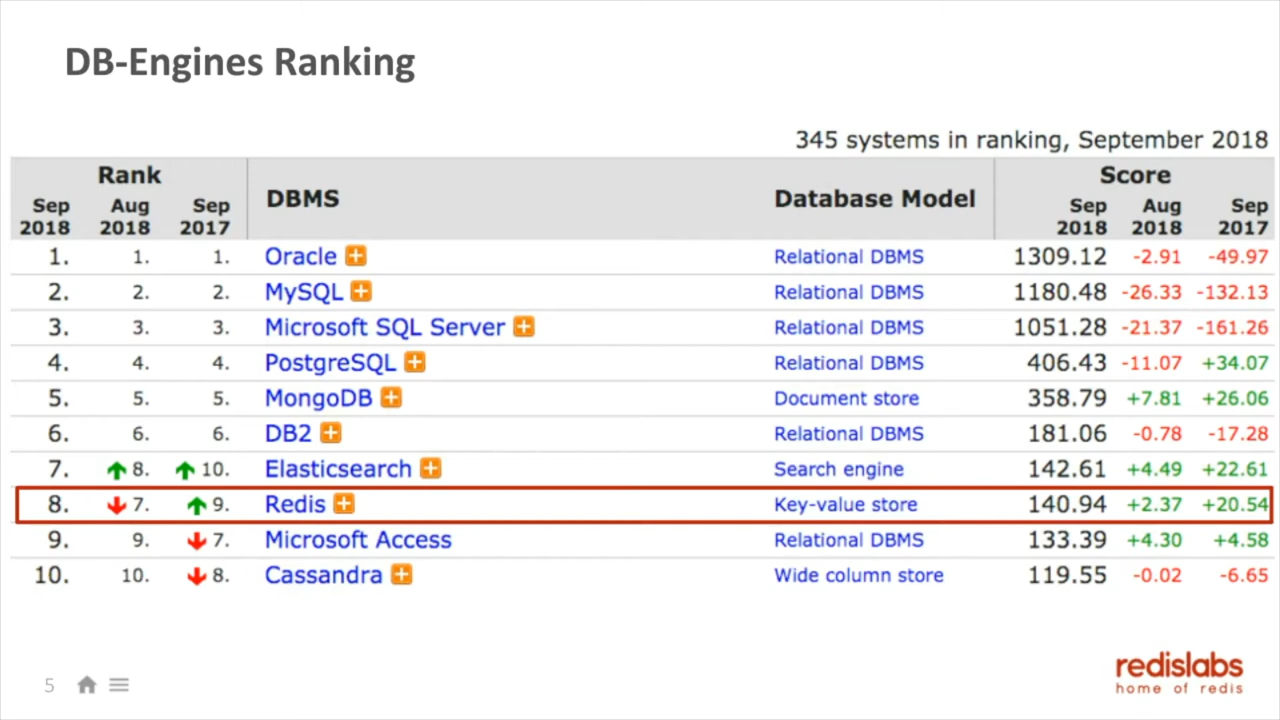 DB-Engines Ranking
345 systems in ranking, September 2018
Rank DBMS Database Model Score
Sep 2018 Aug 2018 Sep 2017 Sep 2018 Aug 2018 Sep 2017
1. 1. 1. Oracle Relational DBMS 1309.12 -2.91 -49.97
2. 2. 2. MySQL Relational DBMS 1180.48 -26.33 -132.13
3. 3. 3. Microsoft SQL Server Relational DBMS 1051.28 -21.37 -161.26
4. 4. 4. PostgreSQL Relational DBMS 406.43 -11.07 +34.07
5. 5. 5. MongoDB Document store 358.79 +7.81 +26.06
6. 6. 6. DB2 Relational DBMS 181.06 -0.78 -17.28
7. 8. 10. Elasticsearch Search engine 142.61 +4.49 +22.61
8. 7. 9. Redis Key-value store 140.94 +2.37 +20.54
9. 9. 7. Microsoft Access Relational DBMS 133.39 +4.30 +4.58
10. 10. 8. Cassandra Wide column store 119.55 -0.02 -6.65
5
redislabs
home of redis